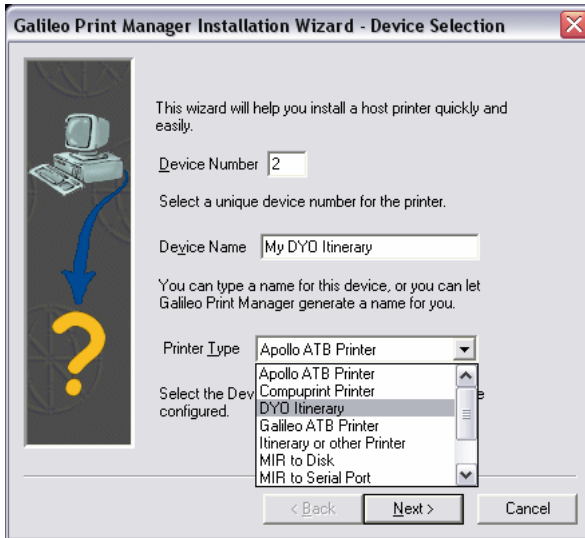 Galileo Print Manager Installation Wizard - Device Selection
This wizard will help you install a host printer quickly and
easily.
Device Number 2
Select a unique device number for the printer.
Device Name My DYO Itinerary
You can type a name for this device, or you can let
Galileo Print Manager generate a name for you.
Printer Type Apollo ATB Printer
Apollo ATB Printer
Compuprint Printer
DYO Itinerary
Galileo ATB Printer
Itinerary or other Printer
MIR to Disk
MIR to Serial Port
Select the Dev
configured.
< Back Next > Cancel